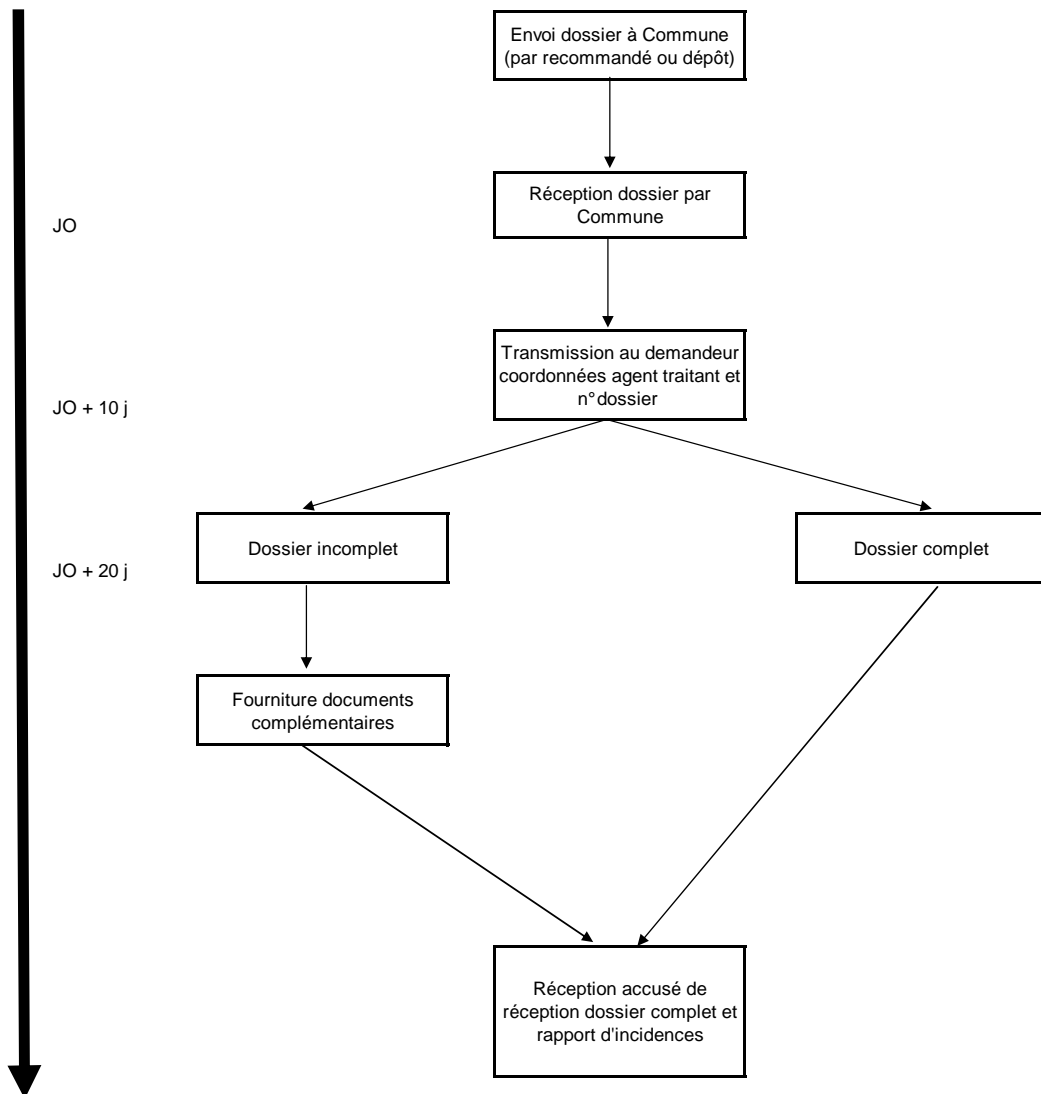 Envoi dossier à Commune
(par recommandé ou dépôt)
Réception dossier par
Commune
JO
Transmission au demandeur
coordonnées agent traitant et
n°dossier
JO + 10 j
Dossier incomplet
Dossier complet
JO + 20 j
Fourniture documents
complémentaires
Réception accusé de
réception dossier complet et
rapport d'incidences